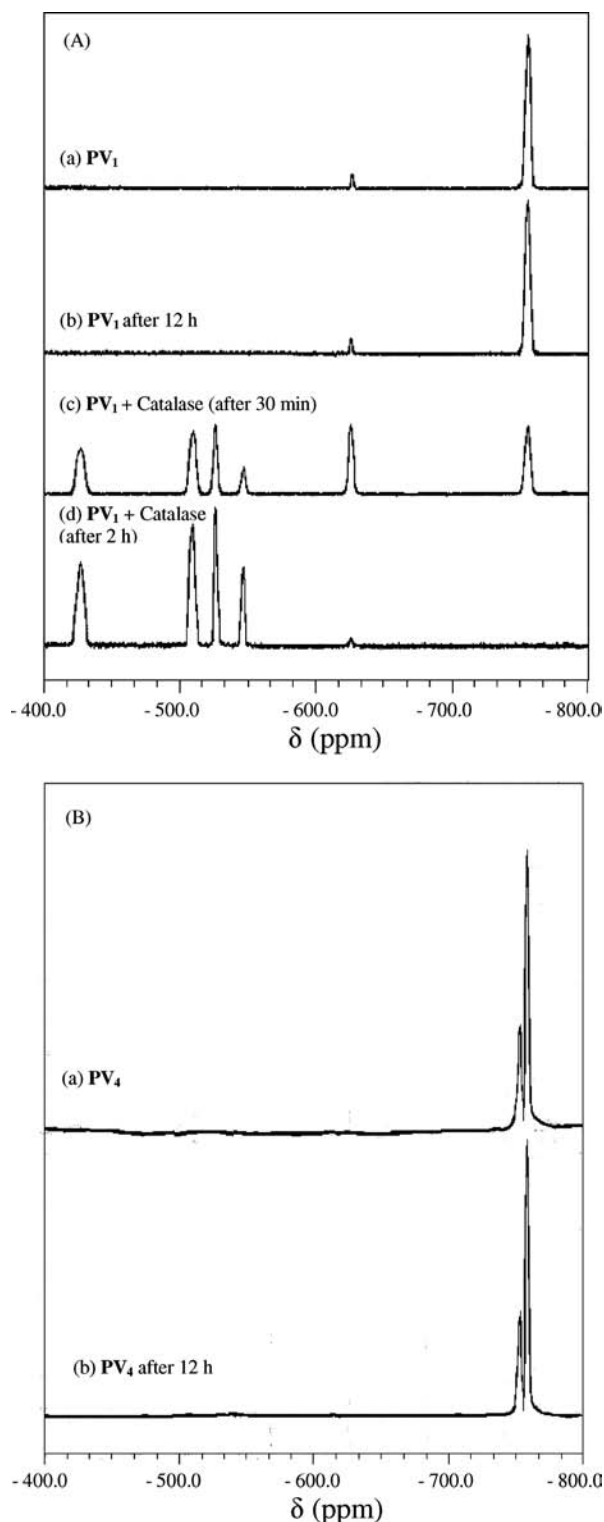 (A)
(a) PV₁
(b) PV₁ after 12 h
(c) PV₁ + Catalase (after 30 min)
(d) PV₁ + Catalase
(after 2 h)
- 400.0 - 500.0 - 600.0 - 700.0 - 800.0
δ (ppm)
(B)
(a) PV₄
(b) PV₄ after 12 h
- 400.0 - 500.0 - 600.0 - 700.0 - 800.0
δ (ppm)